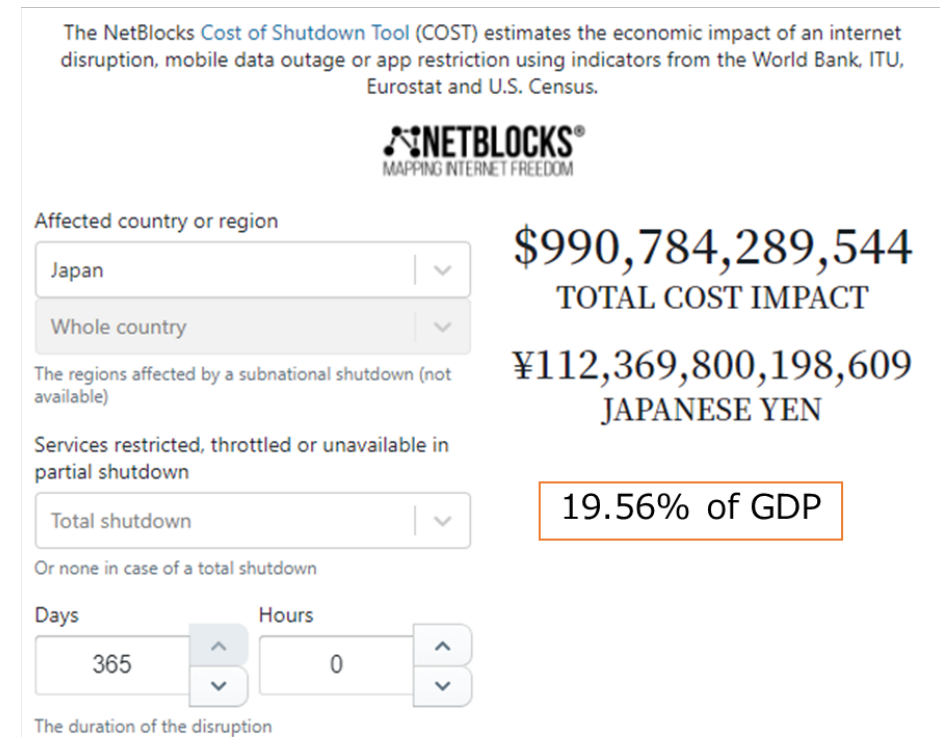 The NetBlocks Cost of Shutdown Tool (COST) estimates the economic impact of an internet
disruption, mobile data outage or app restriction using indicators from the World Bank, ITU,
Eurostat and U.S. Census.
NETBLOCKS®
MAPPING INTERNET FREEDOM
Affected country or region
Japan
Whole country
The regions affected by a subnational shutdown (not
available)
Services restricted, throttled or unavailable in
partial shutdown
Total shutdown
Or none in case of a total shutdown
Days
Hours
365
0
The duration of the disruption
$990,784,289,544
TOTAL COST IMPACT
¥112,369,800,198,609
JAPANESE YEN
19.56% of GDP